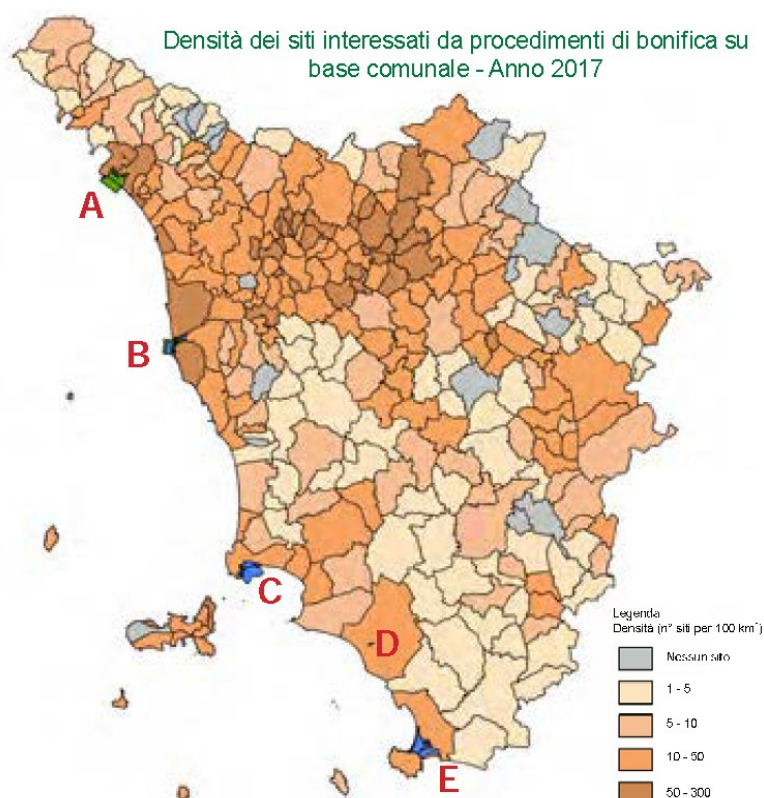 Densità dei siti interessati da procedimenti di bonifica su
base comunale - Anno 2017
A
B
C
D
E
Legenda
Densità (n° siti per 100 km²)
Nessun sito
1 - 5
5 - 10
10 - 50
50 - 300